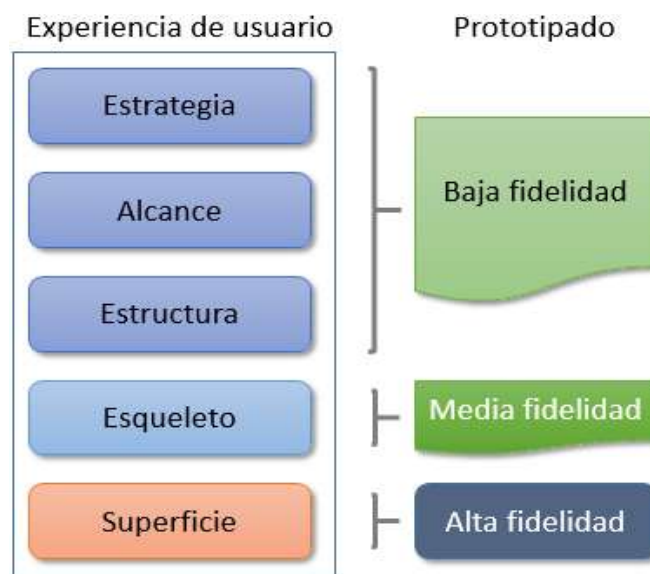 Experiencia de usuario
Prototipado
Estrategia
Alcance
Estructura
Esqueleto
Superficie
Baja fidelidad
Media fidelidad
Alta fidelidad